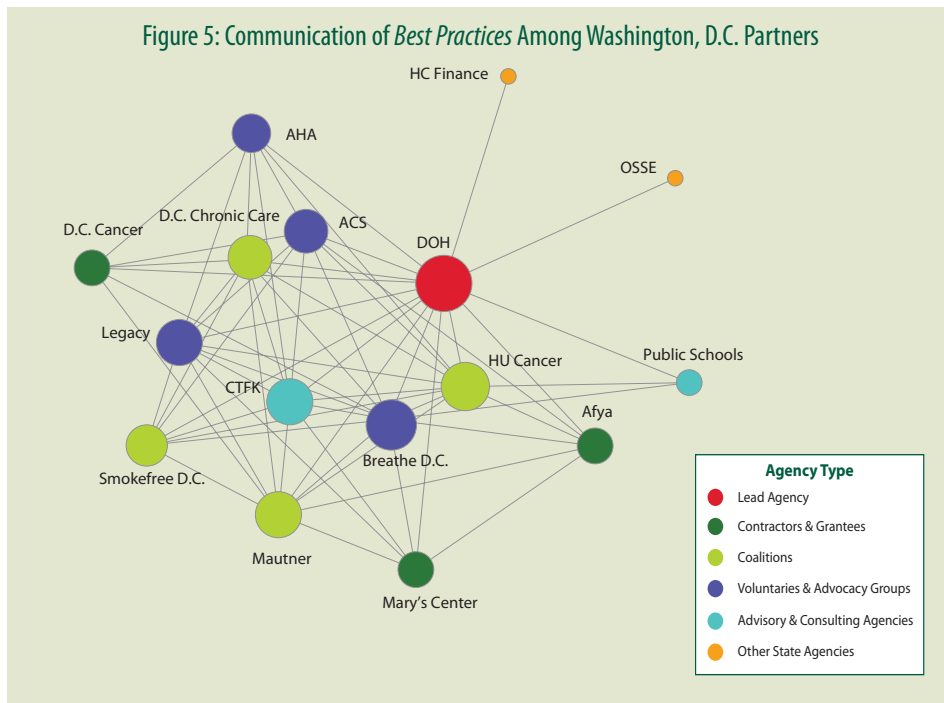 Figure 5: Communication of Best Practices Among Washington, D.C. Partners
HC Finance
AHA
OSSE
D.C. Chronic Care
ACS
D.C. Cancer
DOH
Legacy
HU Cancer
Public Schools
CTFK
Afya
Breathe D.C.
Smokefree D.C.
Mautner
Mary's Center
Agency Type
Lead Agency
Contractors & Grantees
Coalitions
Voluntaries & Advocacy Groups
Advisory & Consulting Agencies
Other State Agencies